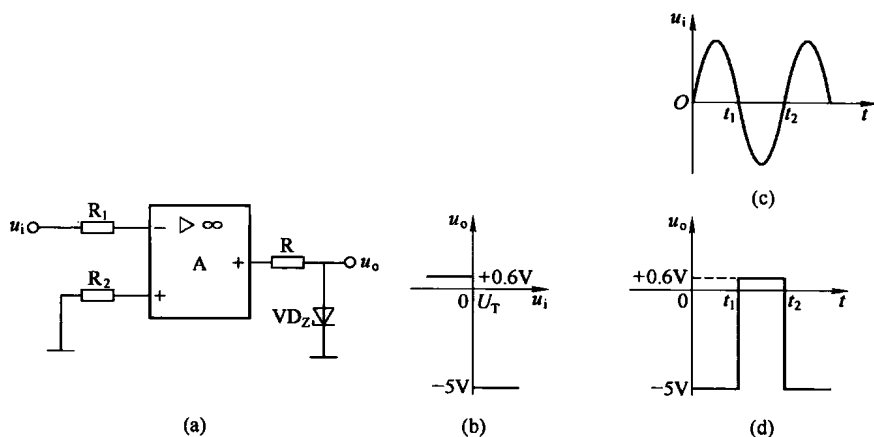 uᵢ
O
t₁
t₂
t
(c)
uᵢ
R₁
−
▷ ∞
A
+
R
uₒ
R₂
+
VD_Z
(a)
uₒ
+0.6V
0
U_T
uᵢ
−5V
(b)
uₒ
+0.6V
0
t₁
t₂
t
−5V
(d)